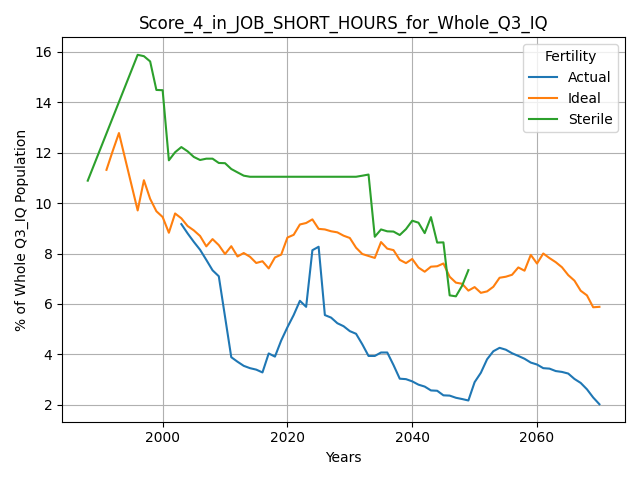 Score_4_in_JOB_SHORT_HOURS_for_Whole_Q3_IQ
% of Whole Q3_IQ Population
16
14
12
10
8
6
4
2
Fertility
Actual
Ideal
Sterile
2000 2020 2040 2060
Years